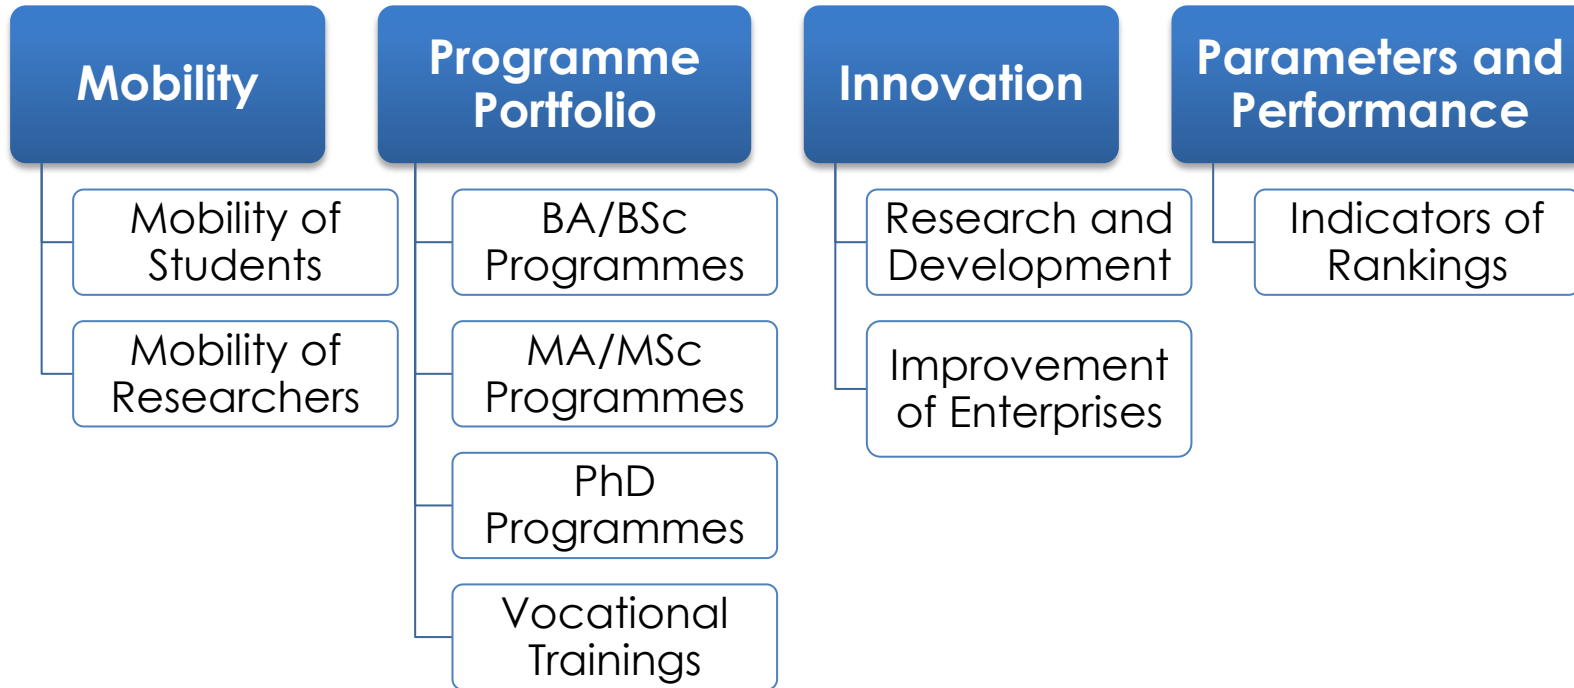 Mobility
Mobility of
Students
Mobility of
Researchers
Programme
Portfolio
BA/BSc
Programmes
MA/MSc
Programmes
PhD
Programmes
Vocational
Trainings
Innovation
Research and
Development
Improvement
of Enterprises
Parameters and
Performance
Indicators of
Rankings